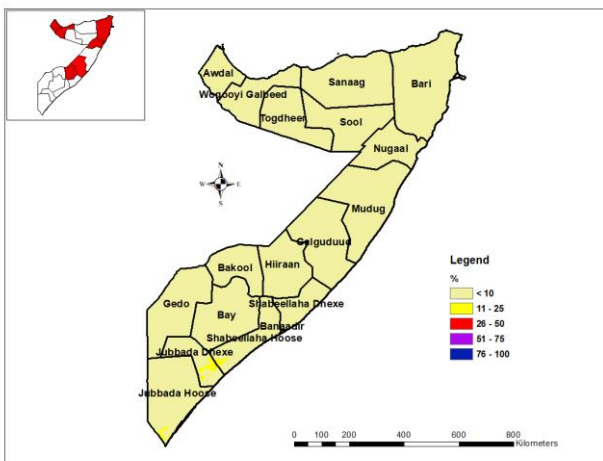 Awdal
Wogooyi Galbeed
Sanaag
Bari
Togdheer
Sool
Nugaal
N
W E
S
Mudug
Galguduud
Bakool
Hiiraan
Gedo
Bay
Shabeellaha Dhexe
Banaadir
Shabeellaha Hoose
Jubbada Dhexe
Jubbada Hoose
Legend
%
< 10
11 - 25
26 - 50
51 - 75
76 - 100
0 100 200 400 600 800
Kilometers